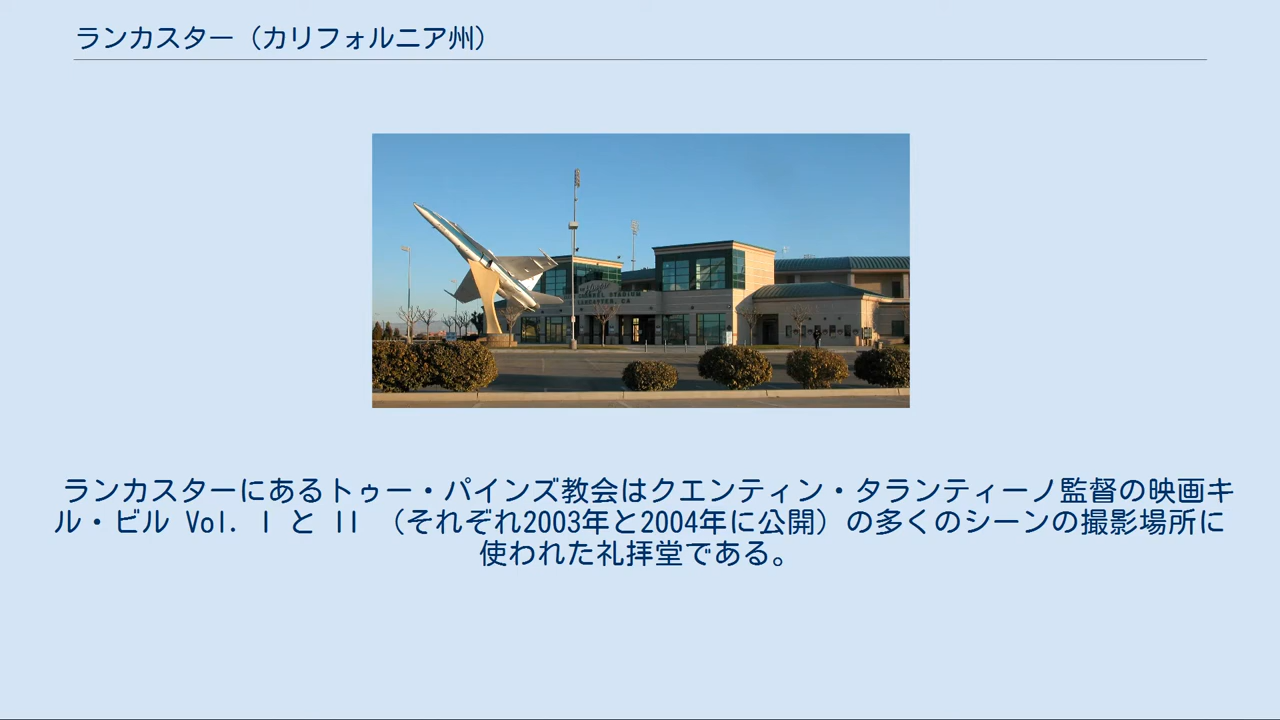 ランカスター（カリフォルニア州）
STADIUM
LANCASTER, CA
ランカスターにあるトゥー・パインズ教会はクエンティン・タランティーノ監督の映画キ
ル・ビル Vol. I と II （それぞれ2003年と2004年に公開）の多くのシーンの撮影場所に
使われた礼拝堂である。